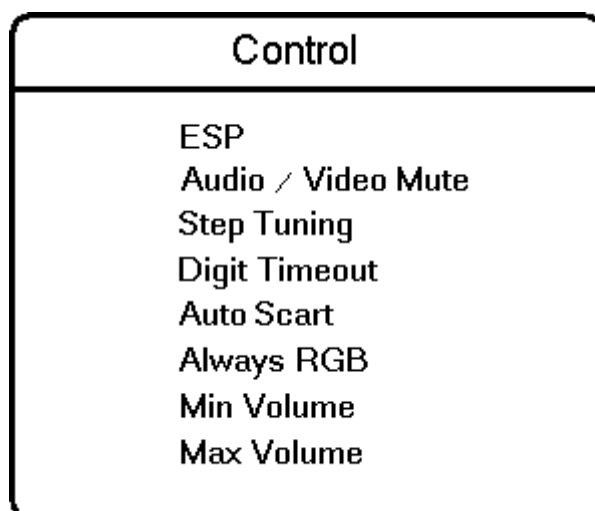 Control
ESP
Audio / Video Mute
Step Tuning
Digit Timeout
Auto Scart
Always RGB
Min Volume
Max Volume